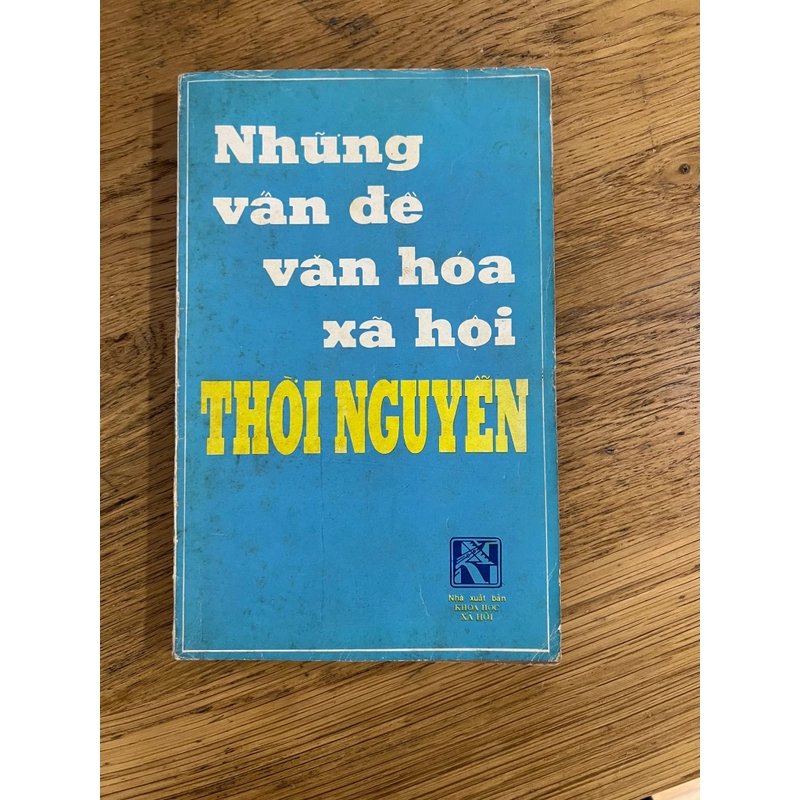 Những
vấn đề
văn hóa
xã hội
THỜI NGUYỄN
Nhà xuất bản
KHOA HỌC
XÃ HỘI